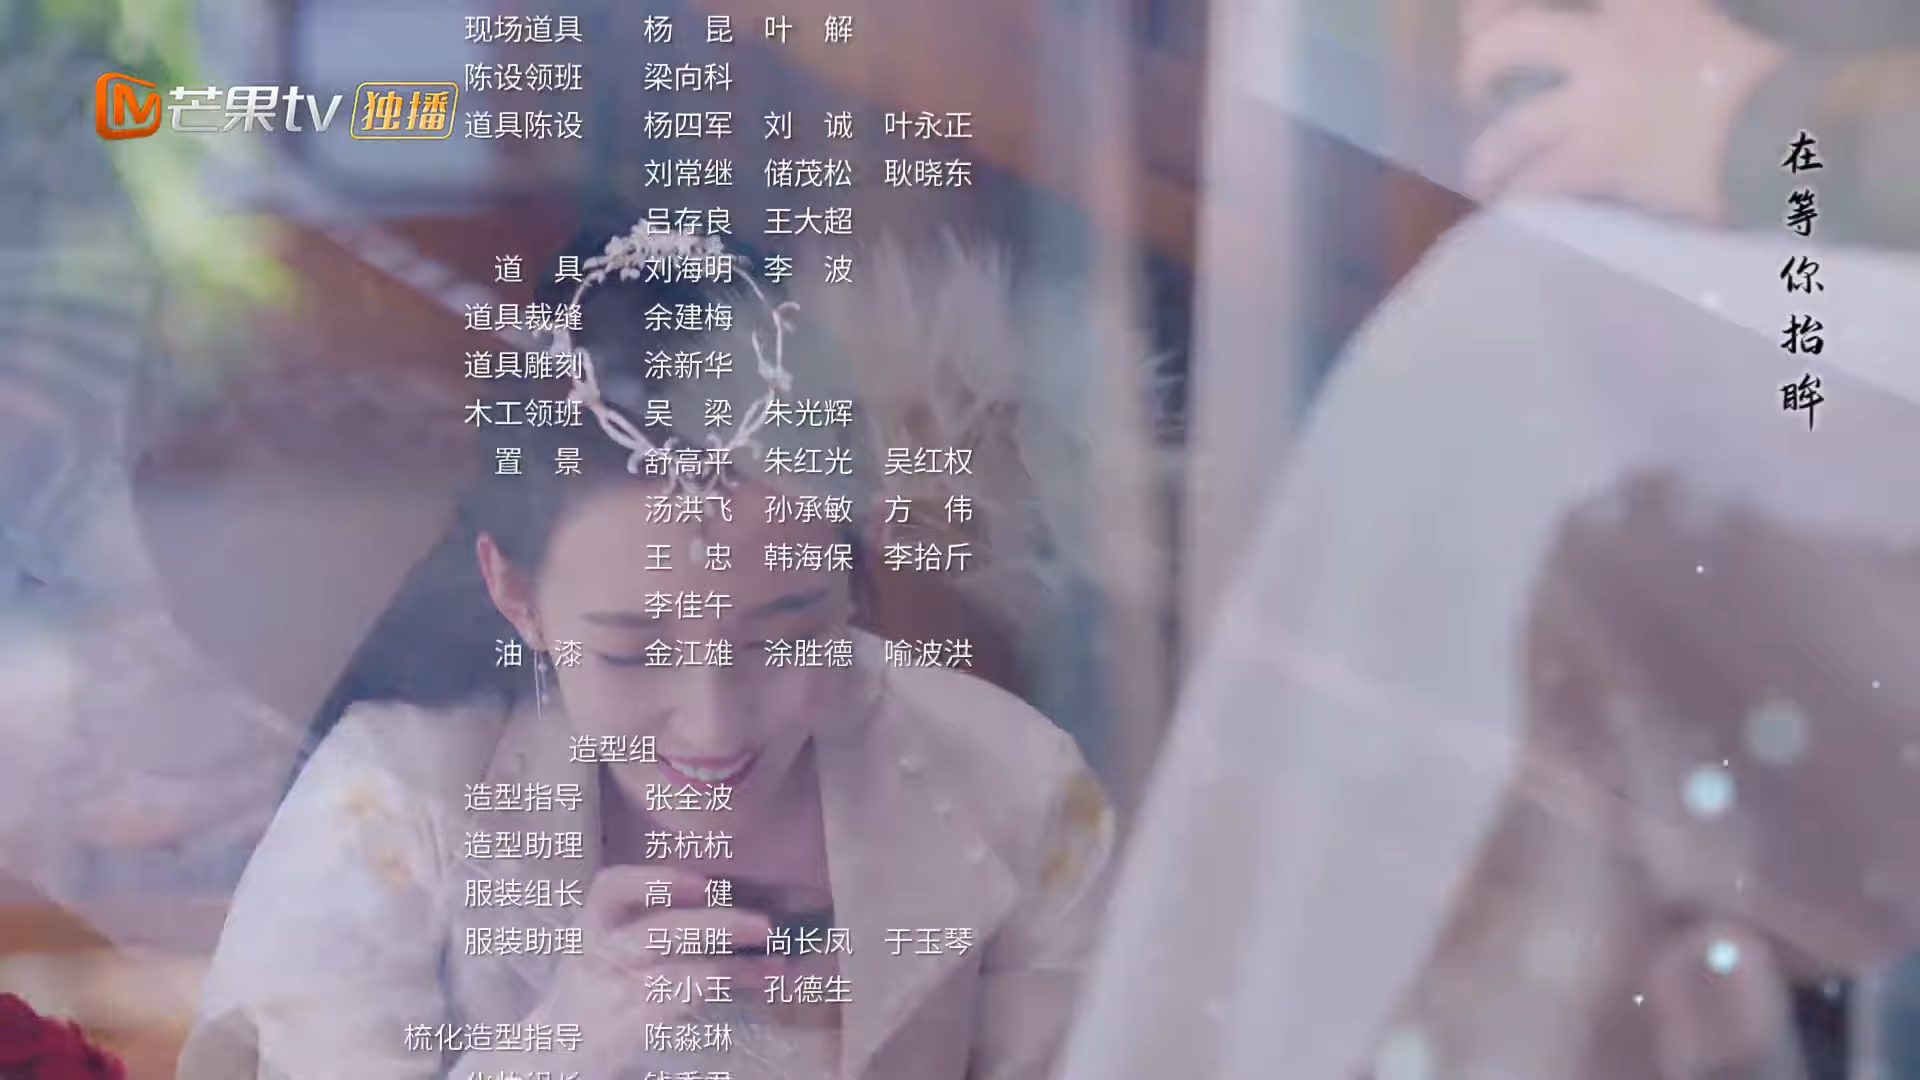 现场道具 杨 昆 叶 解
陈设领班 梁向科
芒果tv 独播
道具陈设 杨四军 刘 诚 叶永正
刘常继 储茂松 耿晓东
吕存良 王大超
道 具 刘海明 李 波
道具裁缝 余建梅
道具雕刻 涂新华
木工领班 吴 梁 朱光辉
置 景 舒高平 朱红光 吴红权
汤洪飞 孙承敏 方 伟
王 忠 韩海保 李拾斤
李佳午
油 漆 金江雄 涂胜德 喻波洪
造型组
造型指导 张全波
造型助理 苏杭杭
服装组长 高 健
服装助理 马温胜 尚长凤 于玉琴
涂小玉 孔德生
梳化造型指导 陈淼琳
在等你抬眸